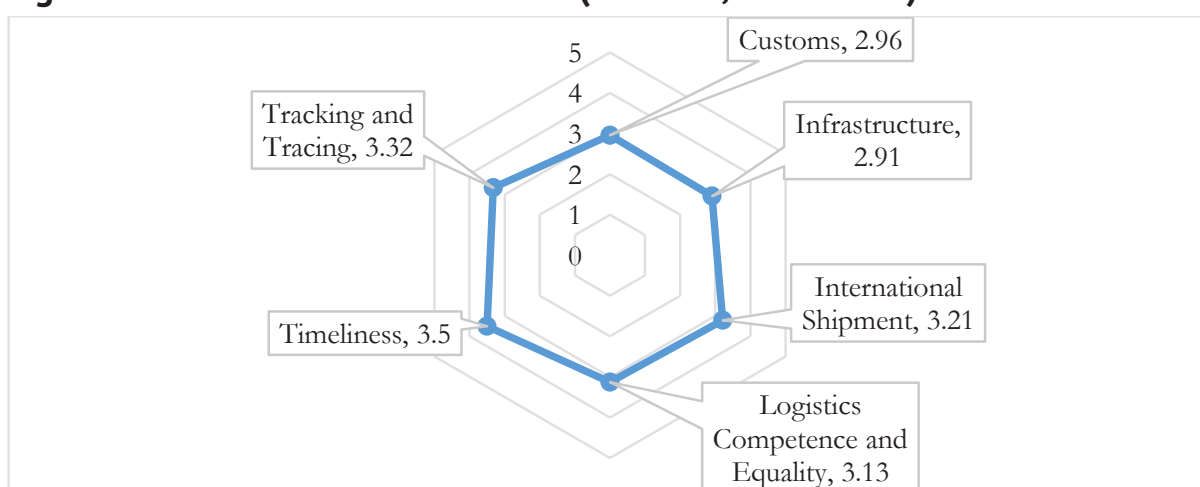 Customs, 2.96
5
4
3
2
1
0
Tracking and
Tracing, 3.32
Infrastructure,
2.91
International
Shipment, 3.21
Timeliness, 3.5
Logistics
Competence and
Equality, 3.13